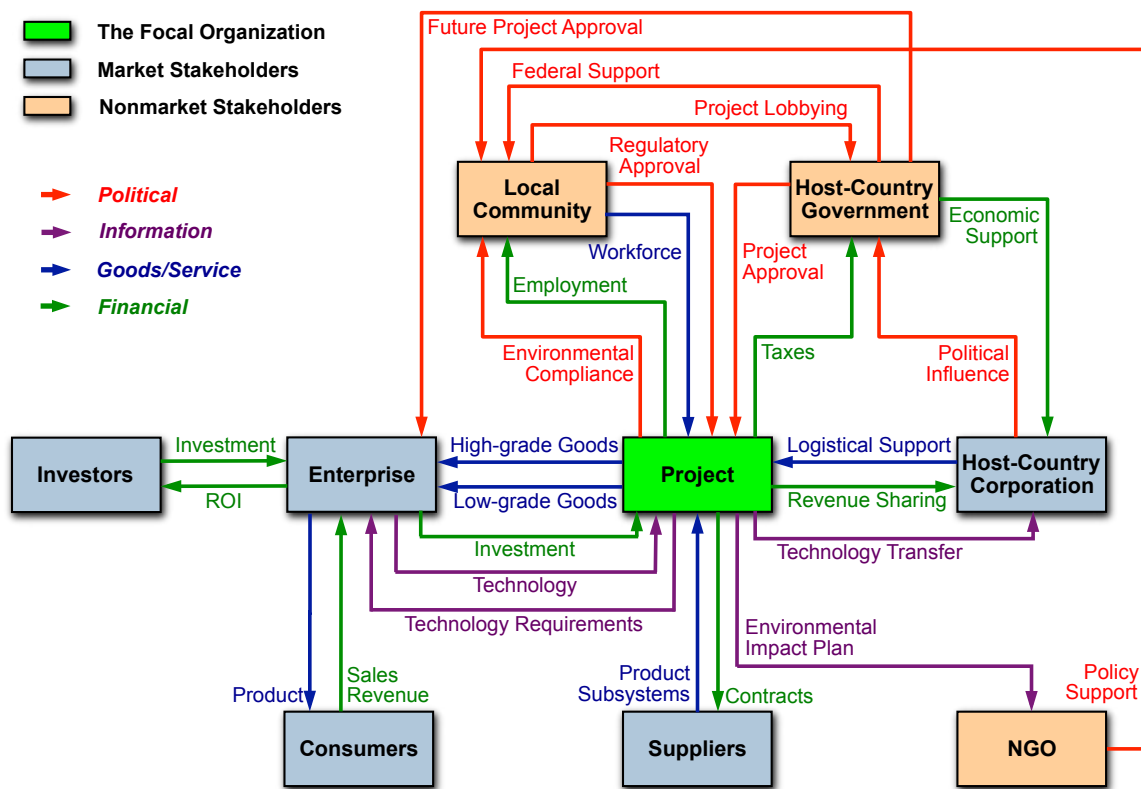 The Focal Organization
Market Stakeholders
Nonmarket Stakeholders
Political
Information
Goods/Service
Financial
Future Project Approval
Federal Support
Project Lobbying
Regulatory
Approval
Local
Community
Host-Country
Government
Economic
Support
Workforce
Project
Approval
Employment
Environmental
Compliance
Taxes
Political
Influence
Investors
Investment
ROI
Enterprise
High-grade Goods
Low-grade Goods
Project
Logistical Support
Revenue Sharing
Host-Country
Corporation
Investment
Technology
Technology Requirements
Technology Transfer
Environmental
Impact Plan
Product
Sales
Revenue
Product
Subsystems
Contracts
Policy
Support
Consumers
Suppliers
NGO